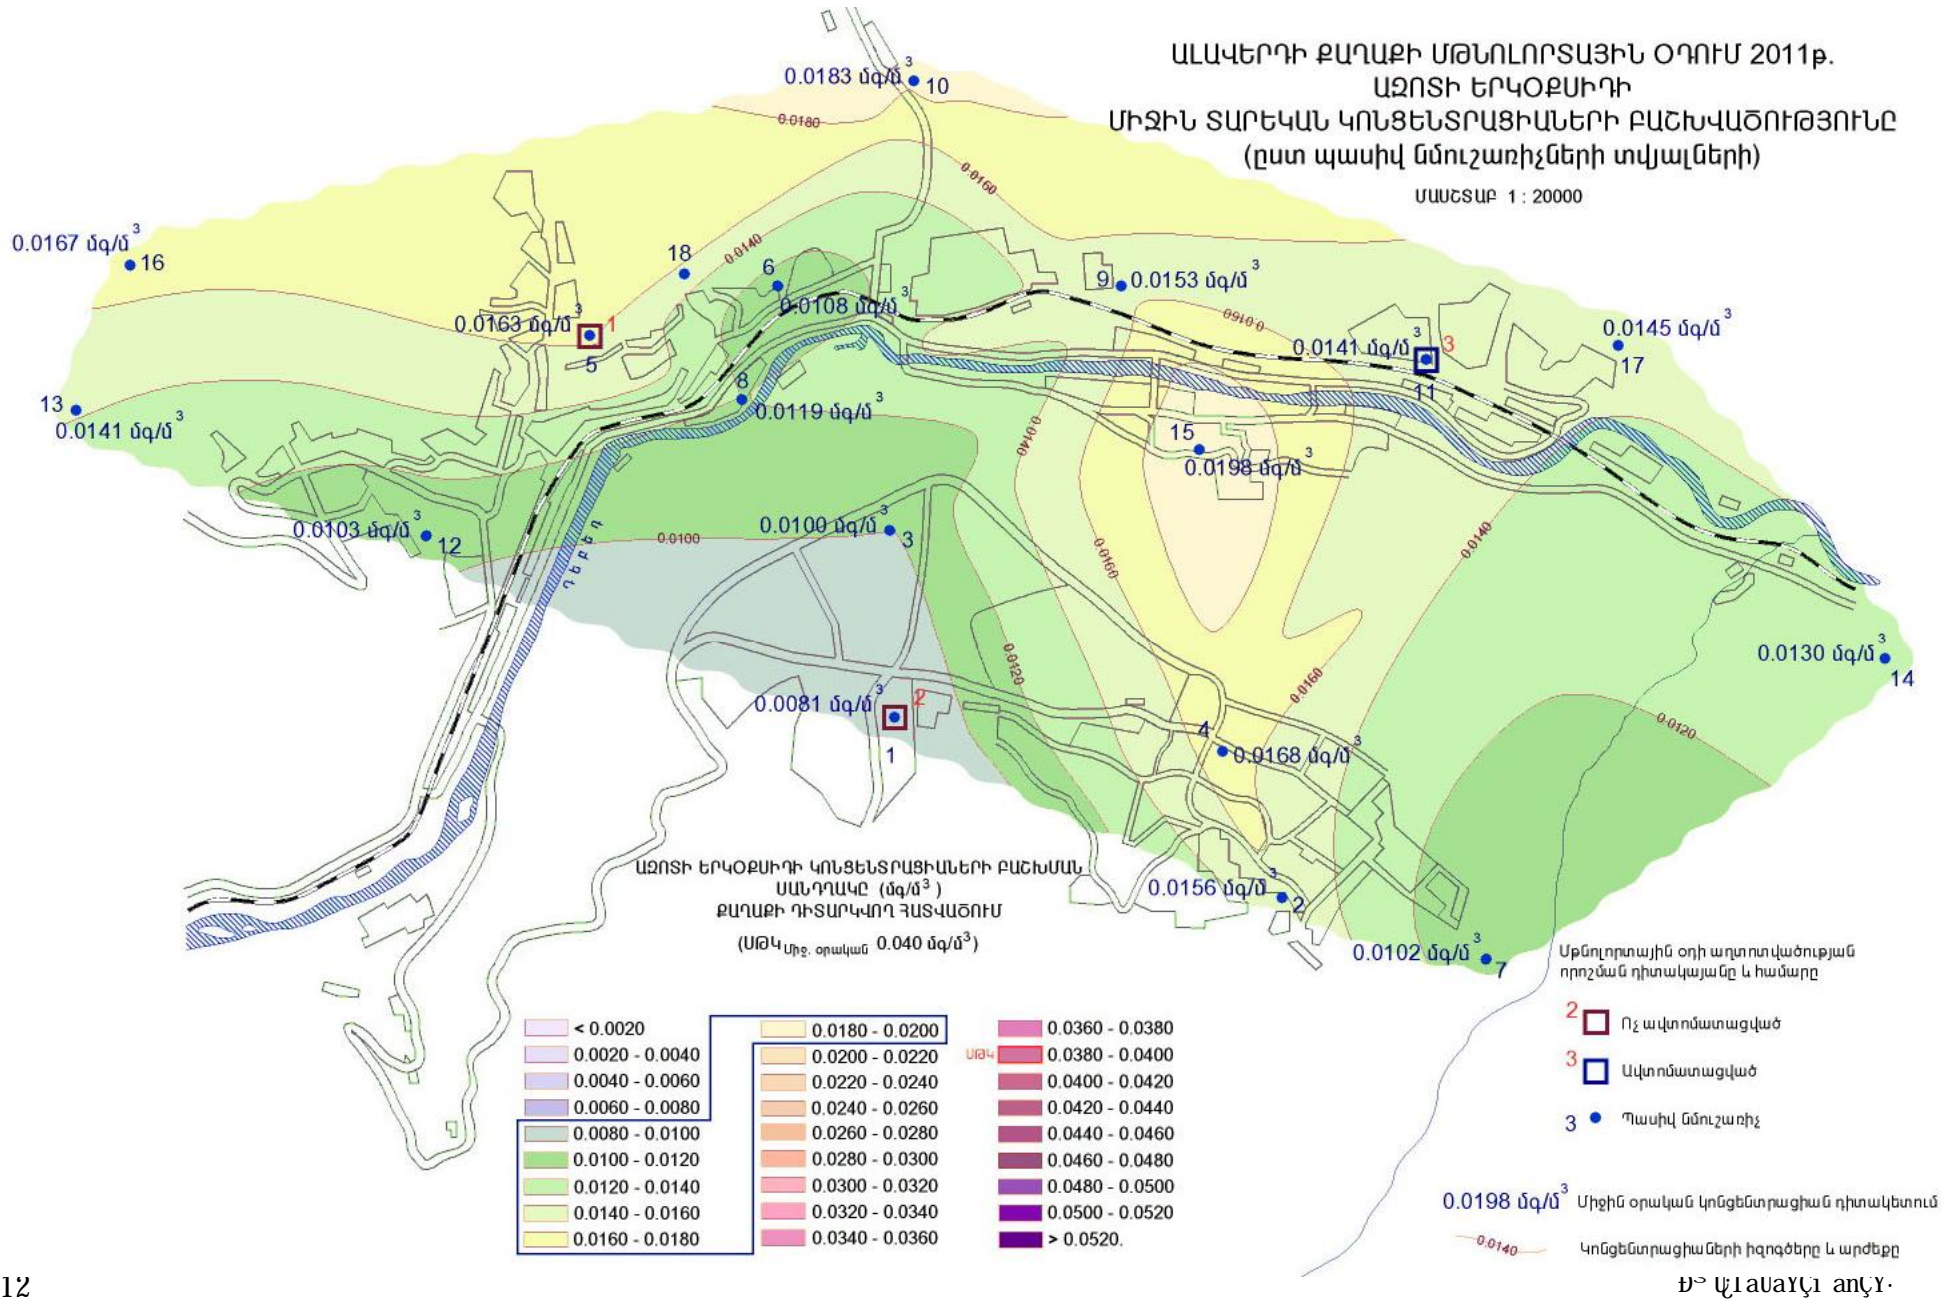 ԱԼԱՎԵՐԴԻ ՔԱՂԱՔԻ ՄԹՆՈԼՈՐՏԱՅԻՆ ՕԴՈՒՄ 2011թ.
ԱԶՈՏԻ ԵՐԿՕՔՍԻԴԻ
ՄԻՋԻՆ ՏԱՐԵԿԱՆ ԿՈՆՑԵՆՏՐԱՑԻԱՆԵՐԻ ԲԱՇԽՎԱԾՈՒԹՅՈՒՆԸ
(ըստ պասիվ նմուշառիչների տվյալների)
ՄԱՍՇՏԱԲ 1 : 20000
0.0183 մգ/մ³ 10
0.0180
0.0160
0.0167 մգ/մ³ 16
18
0.0140
6
0.0108 մգ/մ³
9 0.0153 մգ/մ³
0.0160
0.0163 մգ/մ³ 1
5
0.0141 մգ/մ³ 3
11
0.0145 մգ/մ³
17
13
0.0141 մգ/մ³
8
0.0119 մգ/մ³
0.0140
15
0.0198 մգ/մ³
0.0103 մգ/մ³
12
Դեբեդ
0.0100
0.0100 մգ/մ³
3
0.0160
0.0140
0.0120
0.0160
0.0130 մգ/մ³
14
0.0081 մգ/մ³ 2
1
0.0120
4
0.0168 մգ/մ³
0.0156 մգ/մ³
2
0.0102 մգ/մ³
7
ԱԶՈՏԻ ԵՐԿՕՔՍԻԴԻ ԿՈՆՑԵՆՏՐԱՑԻԱՆԵՐԻ ԲԱՇԽՄԱՆ
ՍԱՆԴՂԱԿԸ (մգ/մ³ )
ՔԱՂԱՔԻ ԴԻՏԱՐԿՎՈՂ ՀԱՏՎԱԾՈՒՄ
(ՍԹԿ Միջ. օրական 0.040 մգ/մ³)
< 0.0020
0.0020 - 0.0040
0.0040 - 0.0060
0.0060 - 0.0080
0.0080 - 0.0100
0.0100 - 0.0120
0.0120 - 0.0140
0.0140 - 0.0160
0.0160 - 0.0180
0.0180 - 0.0200
0.0200 - 0.0220
0.0220 - 0.0240
0.0240 - 0.0260
0.0260 - 0.0280
0.0280 - 0.0300
0.0300 - 0.0320
0.0320 - 0.0340
0.0340 - 0.0360
0.0360 - 0.0380
ՍԹԿ 0.0380 - 0.0400
0.0400 - 0.0420
0.0420 - 0.0440
0.0440 - 0.0460
0.0460 - 0.0480
0.0480 - 0.0500
0.0500 - 0.0520
> 0.0520.
Մթնոլորտային օդի աղտոտվածության
որոշման դիտակայանը և համարը
2 Ոչ ավտոմատացված
3 Ավտոմատացված
3 Պասիվ նմուշառիչ
0.0198 մգ/մ³ Միջին օրական կոնցենտրացիան դիտակետում
0.0140 Կոնցենտրացիաների իզոգծերը և արժեքը
12